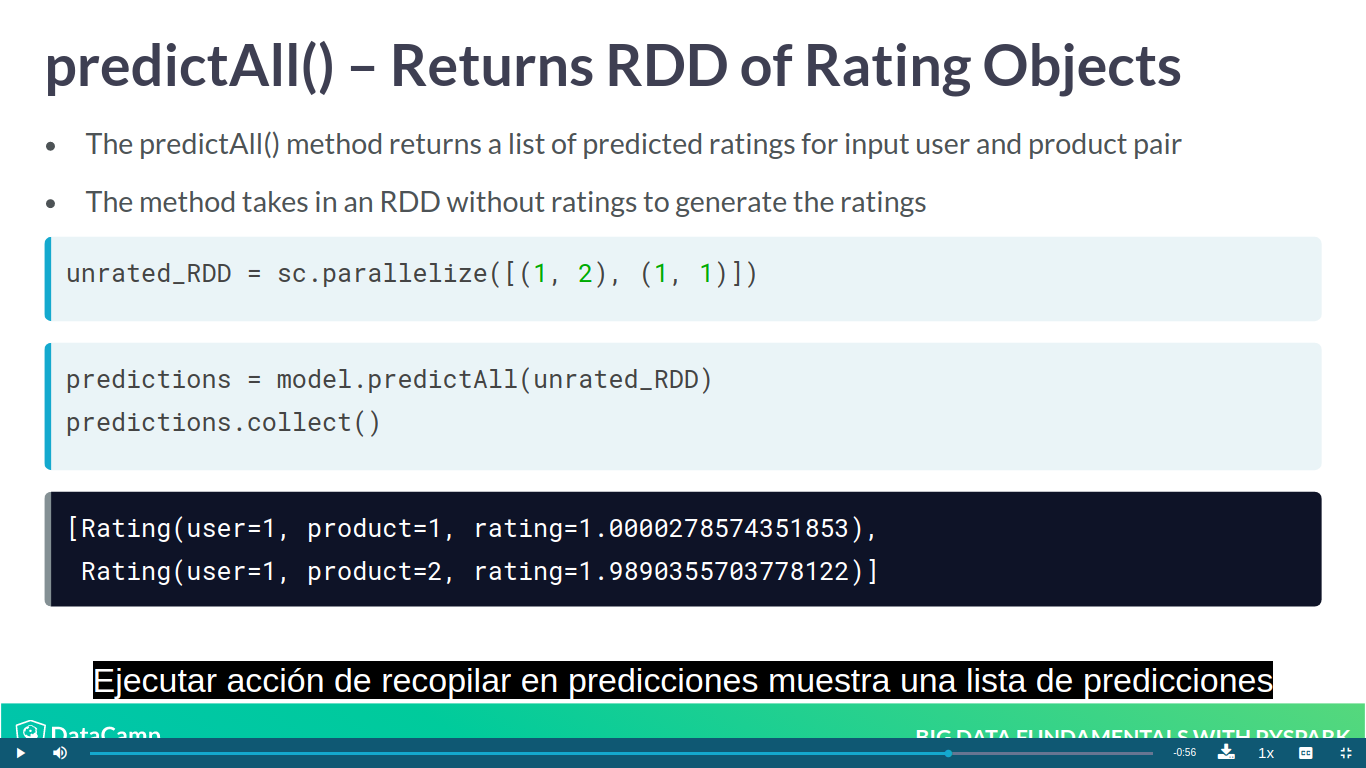 predictAll() – Returns RDD of Rating Objects
• The predictAll() method returns a list of predicted ratings for input user and product pair
• The method takes in an RDD without ratings to generate the ratings
unrated_RDD = sc.parallelize([(1, 2), (1, 1)])
predictions = model.predictAll(unrated_RDD)
predictions.collect()
[Rating(user=1, product=1, rating=1.0000278574351853),
Rating(user=1, product=2, rating=1.9890355703778122)]
Ejecutar acción de recopilar en predicciones muestra una lista de predicciones
DataCamp
BIG DATA FUNDAMENTALS WITH PYSPARK
-0:56
1x
CC